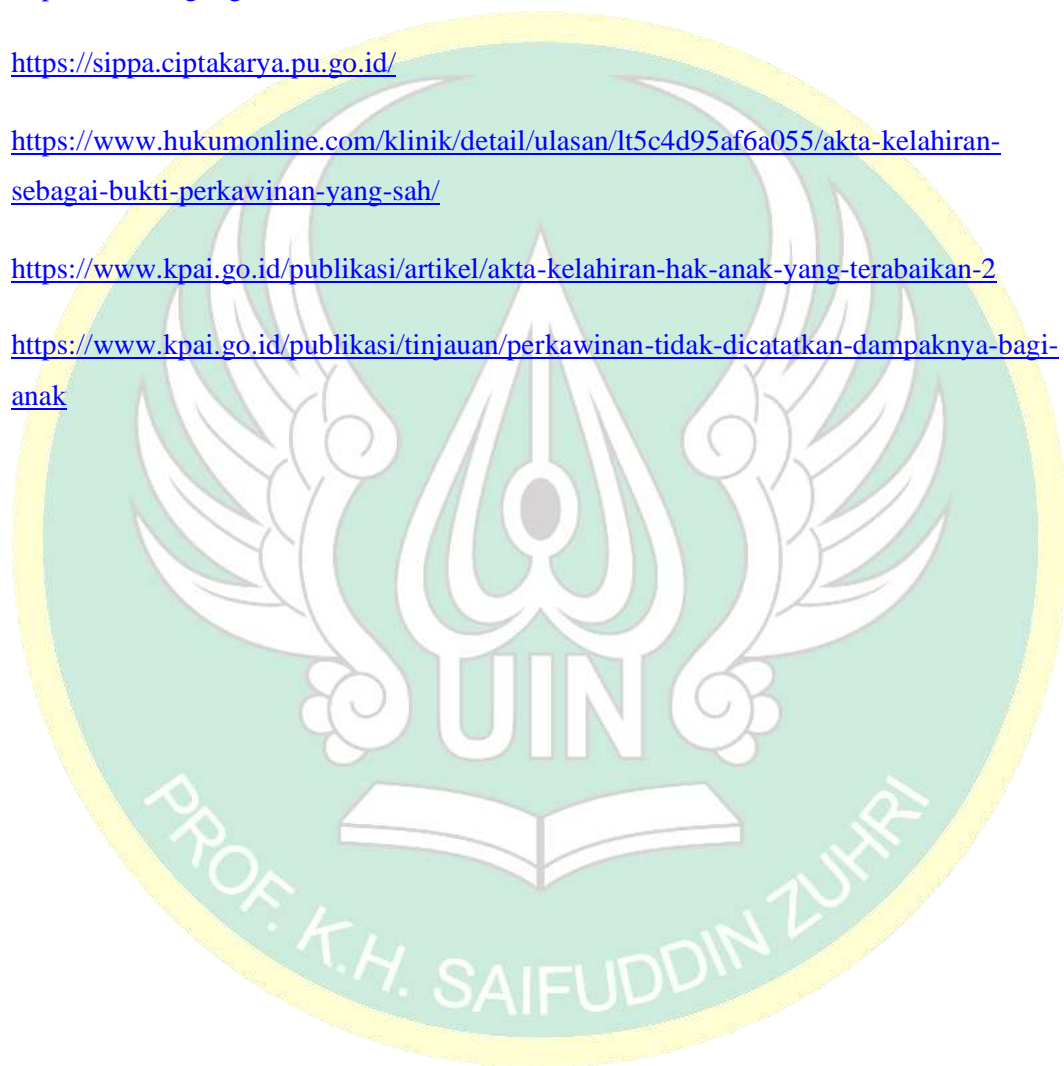 https://sippa.ciptakarya.pu.go.id/
https://www.hukumonline.com/klinik/detail/ulasan/lt5c4d95af6a055/akta-kelahiran-
sebagai-bukti-perkawinan-yang-sah/
https://www.kpai.go.id/publikasi/artikel/akta-kelahiran-hak-anak-yang-terabaikan-2
https://www.kpai.go.id/publikasi/tinjauan/perkawinan-tidak-dicatatkan-dampaknya-bagi-
anak
UIN
PROF. K.H. SAIFUDDIN ZUHRI